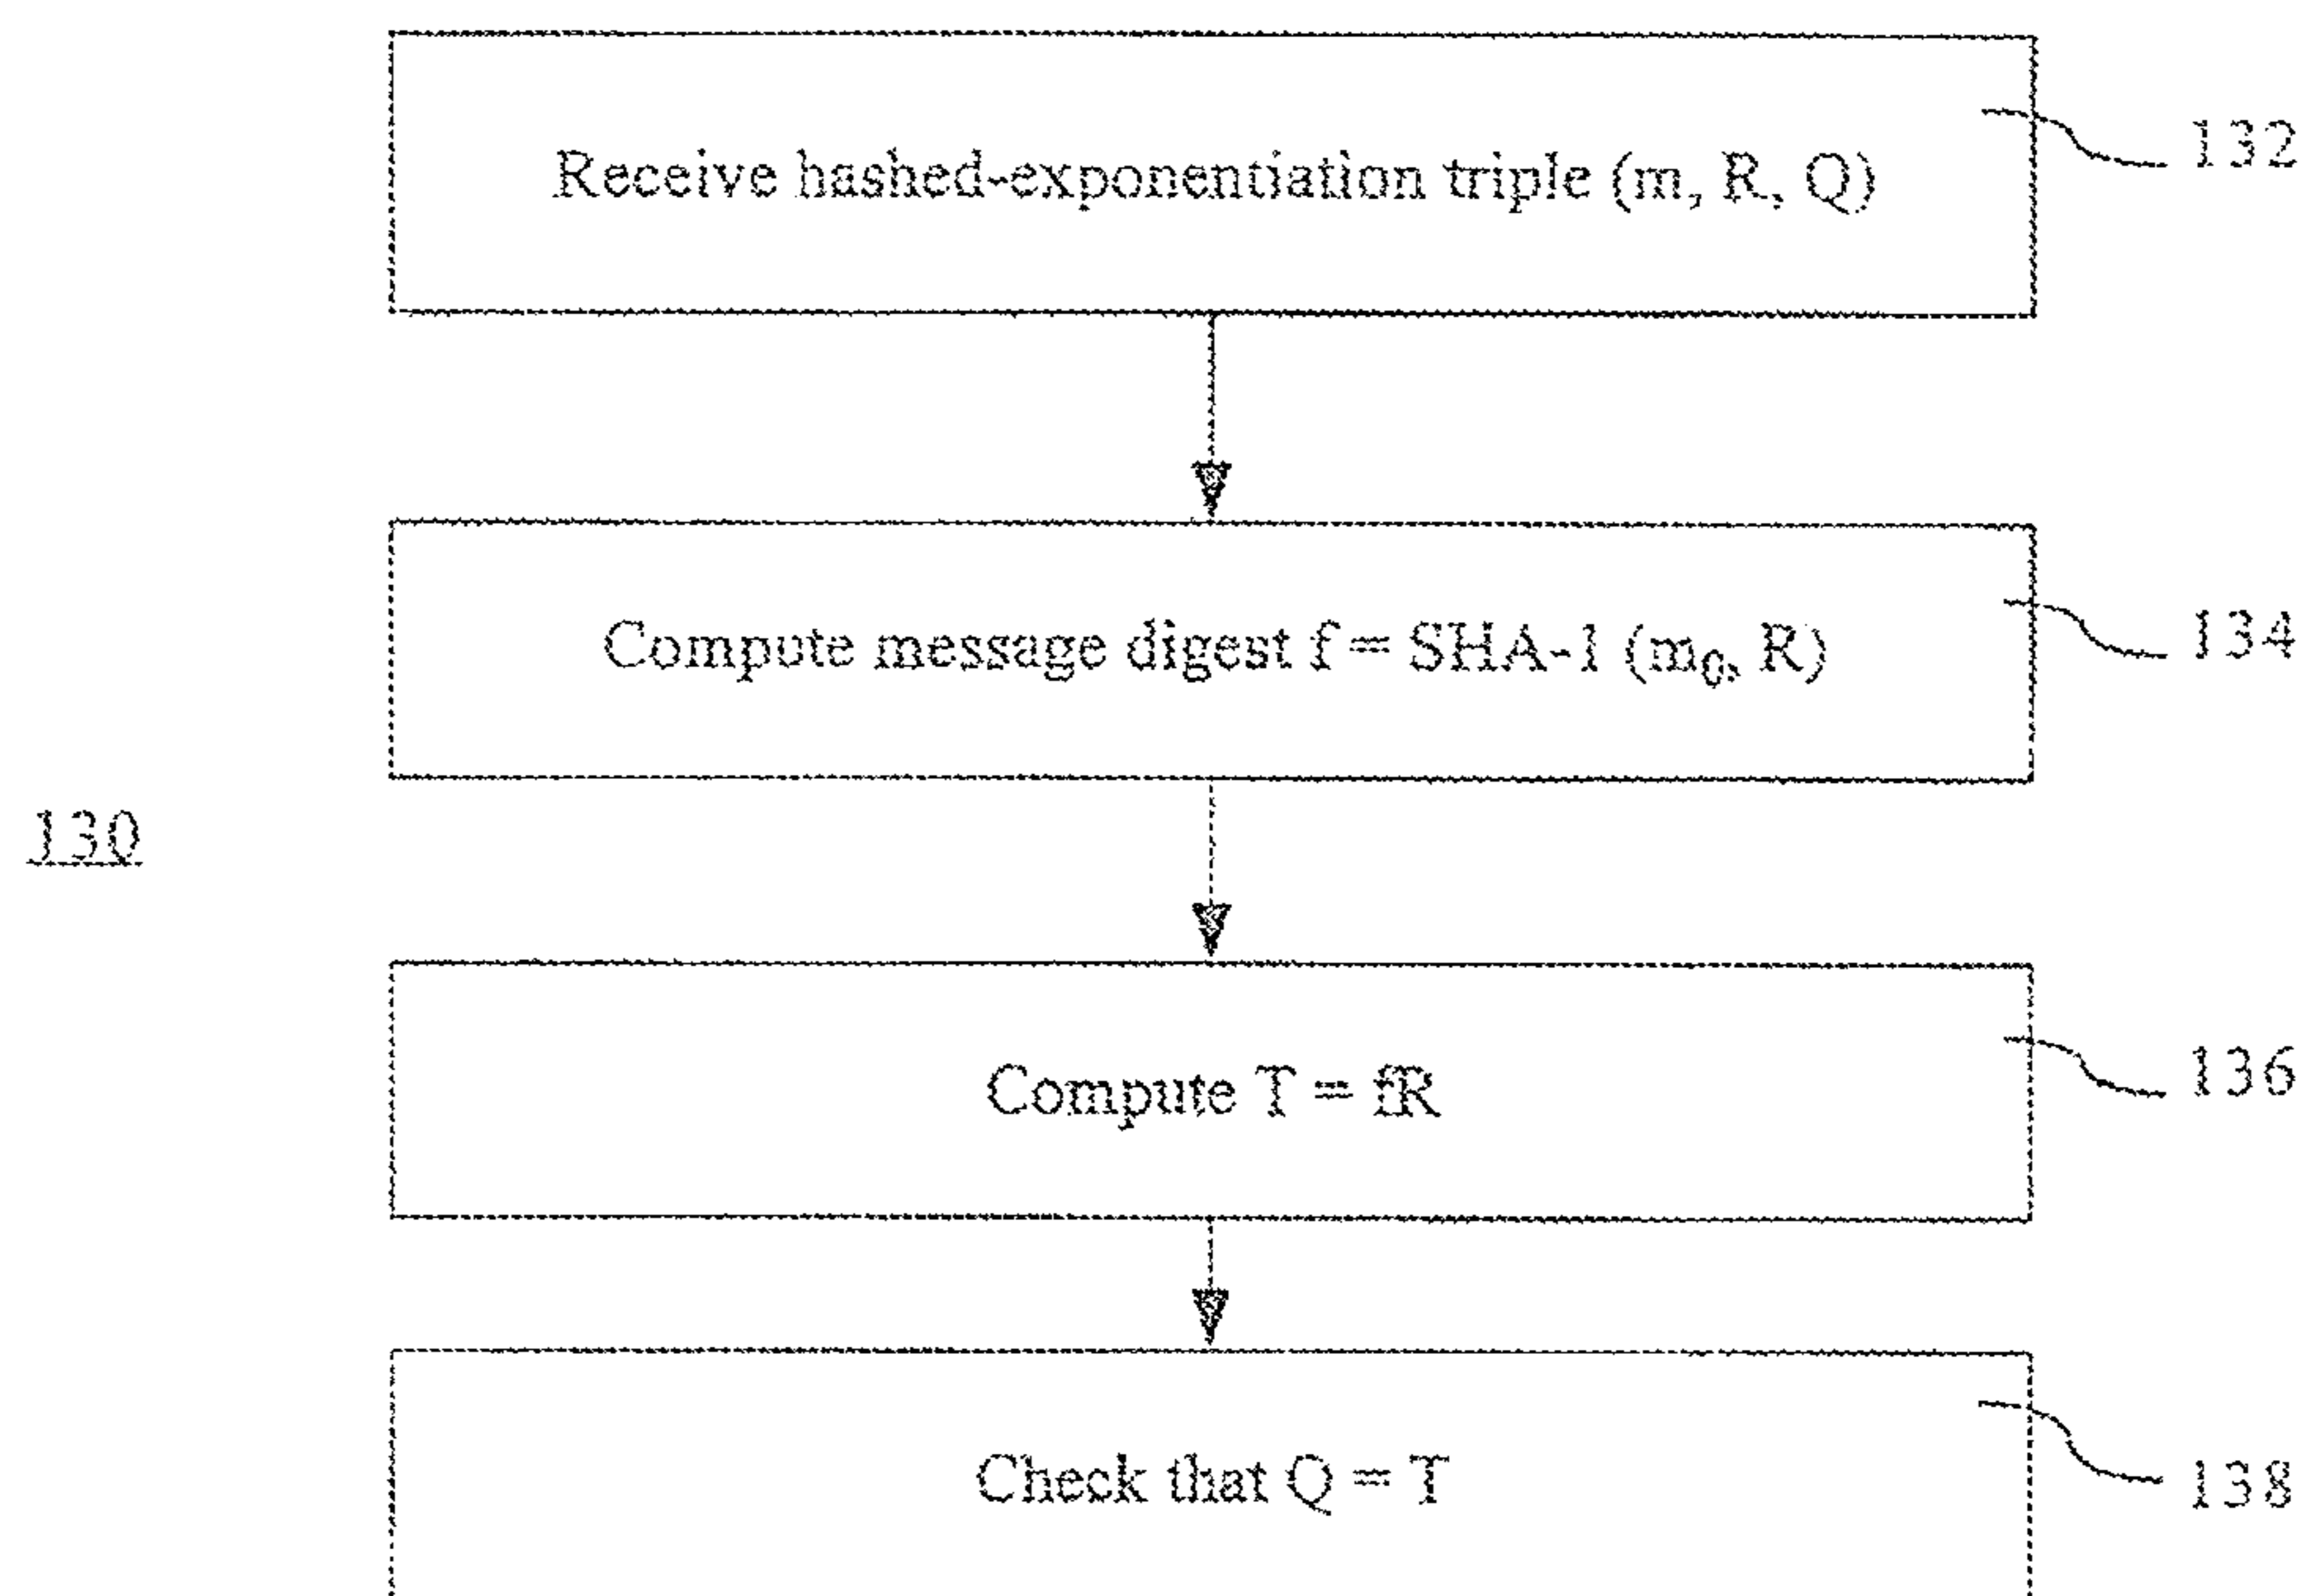 Receive hashed-exponentiation triple (m, R, Q)
132
Compute message digest f = SHA-1 (m₀, R)
134
130
Compute T = fR
136
Check that Q = T
138